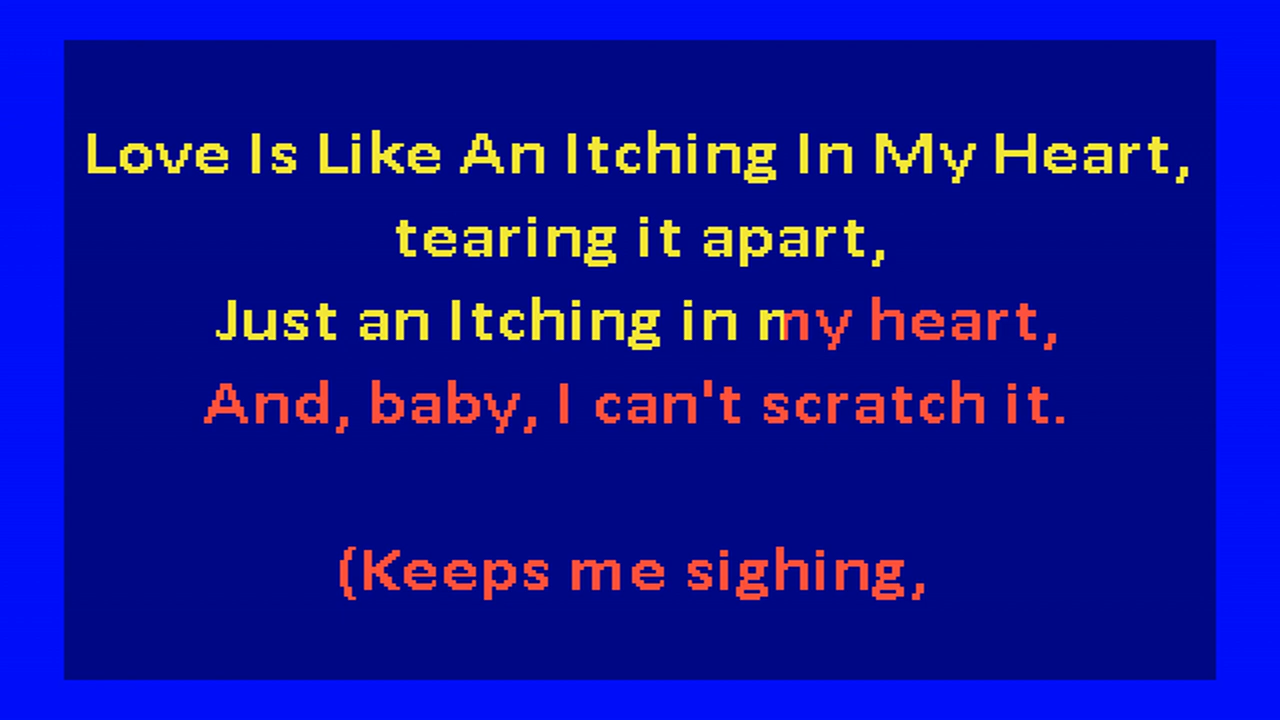 Love Is Like An Itching In My Heart,
tearing it apart,
Just an Itching in my heart,
And, baby, I can't scratch it.
(Keeps me sighing,